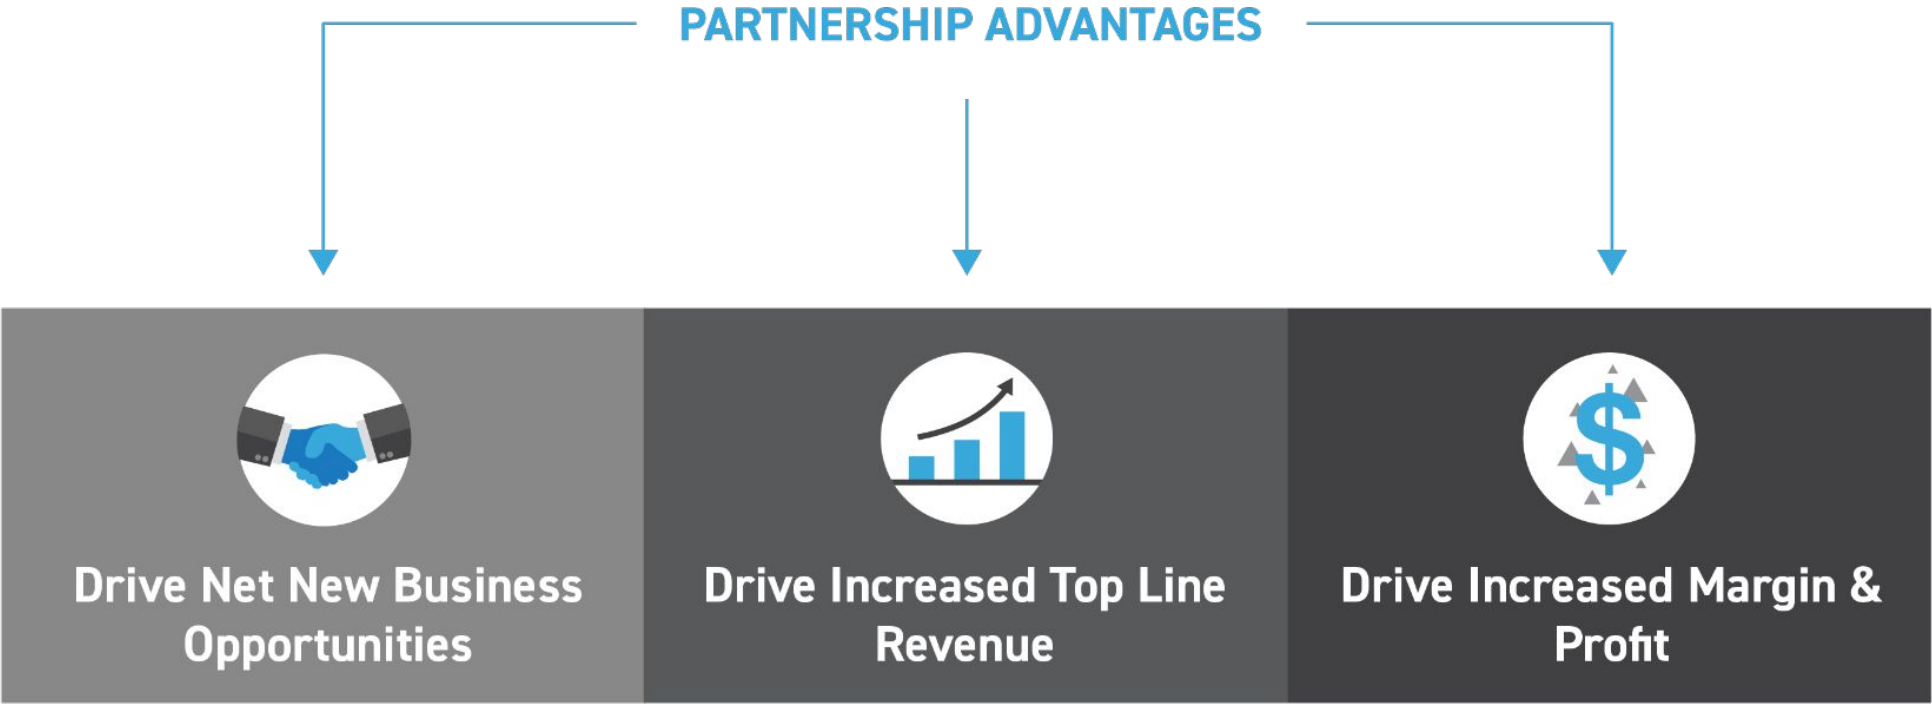 PARTNERSHIP ADVANTAGES
Drive Net New Business
Opportunities
Drive Increased Top Line
Revenue
Drive Increased Margin &
Profit
$